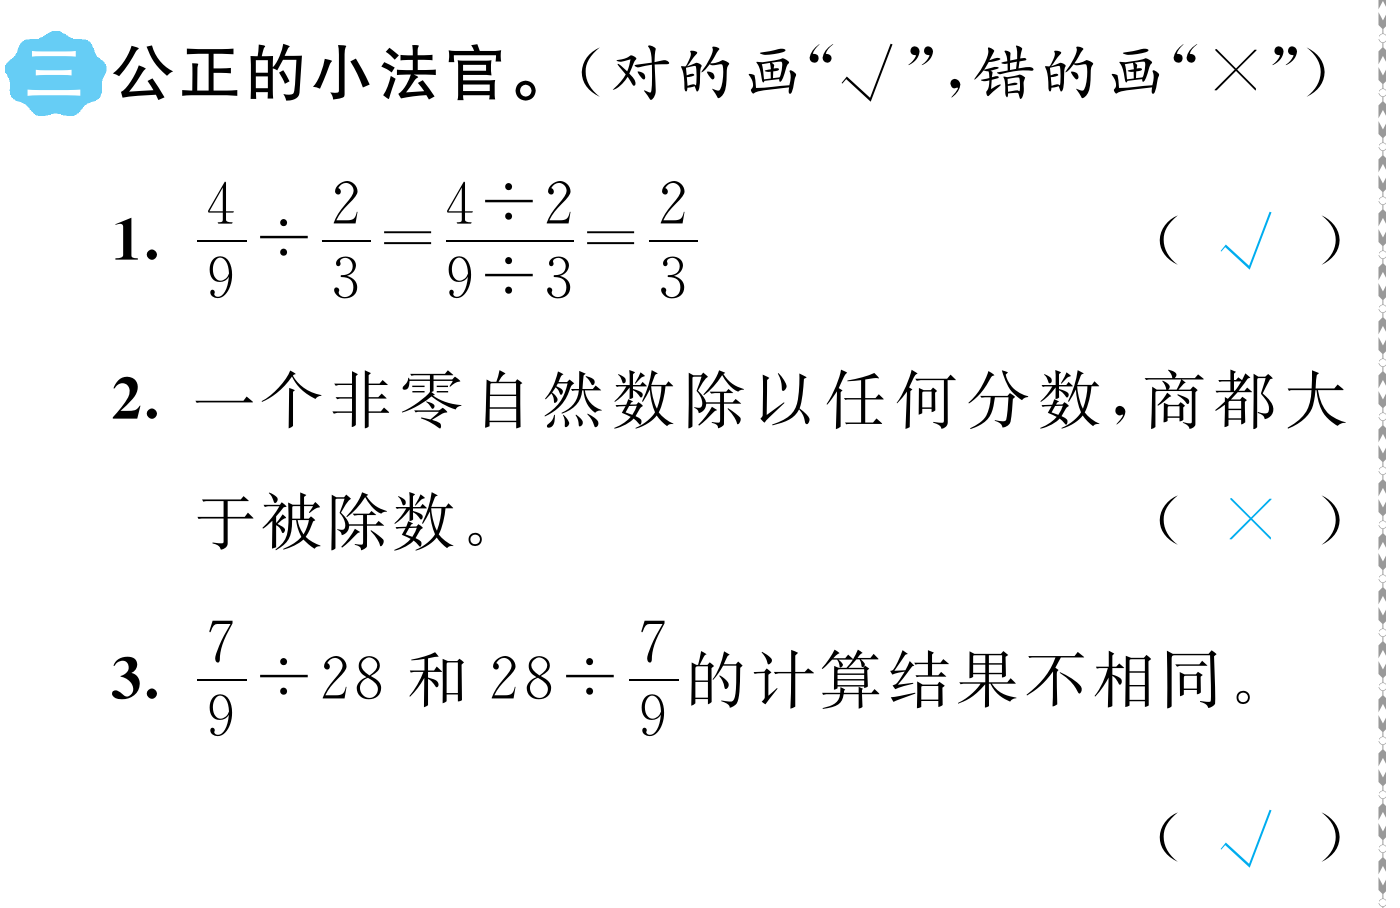 三 公正的小法官。(对的画“√”,错的画“×”)
1. 4/9 ÷ 2/3 = (4÷2)/(9÷3) = 2/3 ( √ )
2. 一个非零自然数除以任何分数,商都大
于被除数。 ( × )
3. 7/9 ÷ 28 和 28 ÷ 7/9 的计算结果不相同。
( √ )